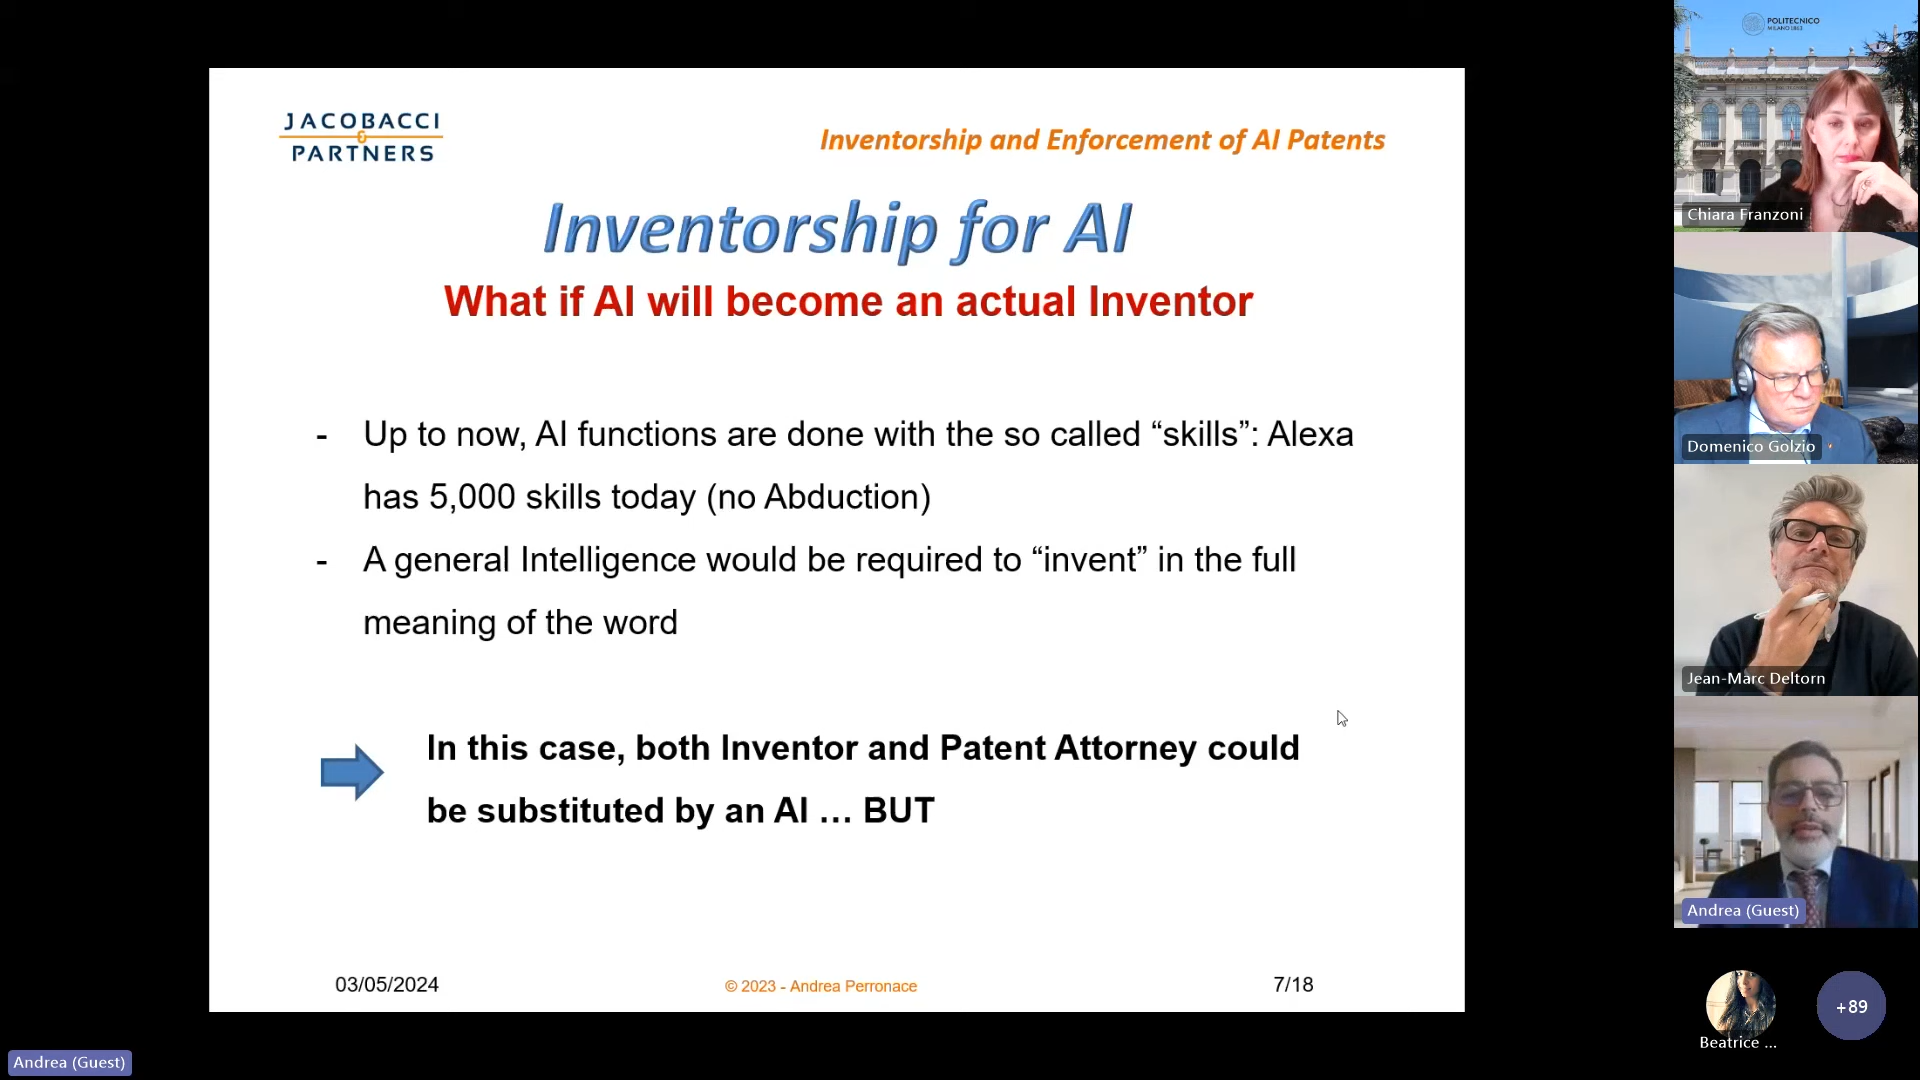 JACOBACCI
&
PARTNERS
Inventorship and Enforcement of AI Patents
Inventorship for AI
What if AI will become an actual Inventor
- Up to now, AI functions are done with the so called “skills”: Alexa
has 5,000 skills today (no Abduction)
- A general Intelligence would be required to “invent” in the full
meaning of the word
In this case, both Inventor and Patent Attorney could
be substituted by an AI … BUT
03/05/2024
© 2023 - Andrea Perronace
7/18
Andrea (Guest)
POLITECNICO
MILANO 1863
Chiara Franzoni
Domenico Golzio
Jean-Marc Deltorn
Andrea (Guest)
Beatrice ...
+89